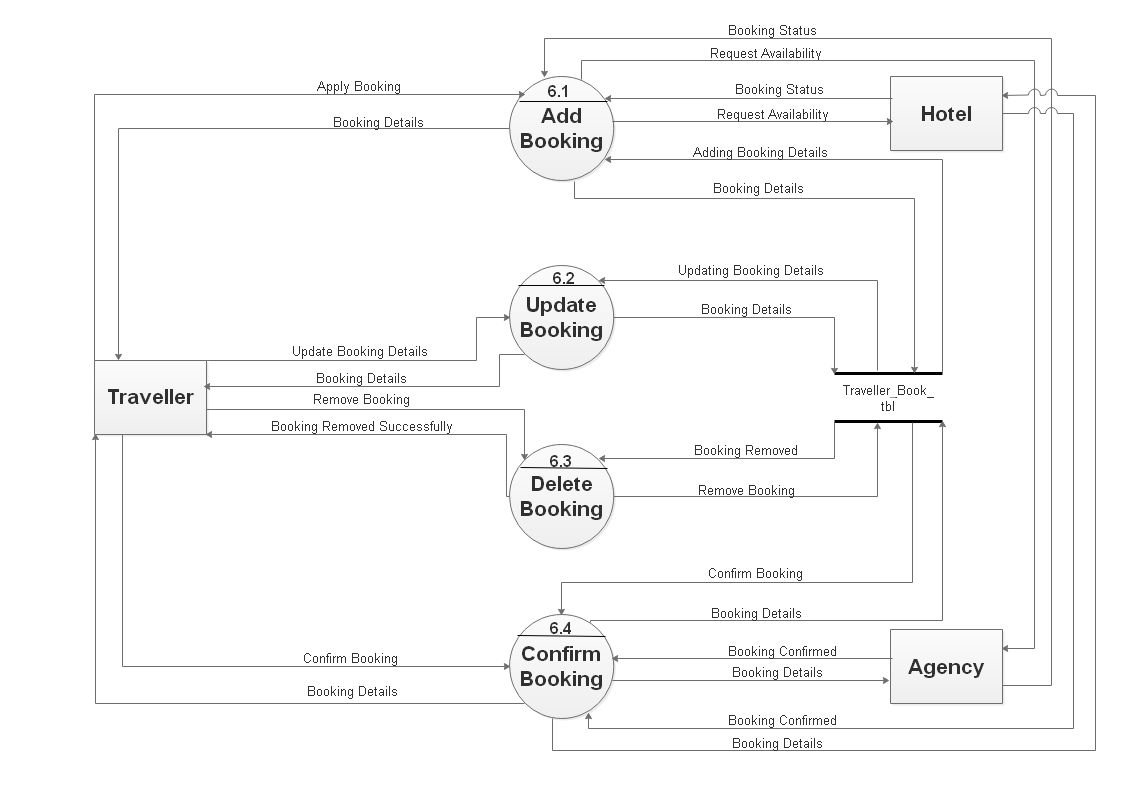 Booking Status
Request Availability
Apply Booking
6.1
Booking Status
Add
Booking
Hotel
Request Availability
Booking Details
Adding Booking Details
Booking Details
6.2
Updating Booking Details
Update
Booking
Booking Details
Update Booking Details
Booking Details
Traveller
Traveller_Book_
tbl
Remove Booking
Booking Removed Successfully
Booking Removed
6.3
Delete
Booking
Remove Booking
Confirm Booking
Booking Details
6.4
Confirm
Booking
Booking Confirmed
Confirm Booking
Agency
Booking Details
Booking Details
Booking Confirmed
Booking Details